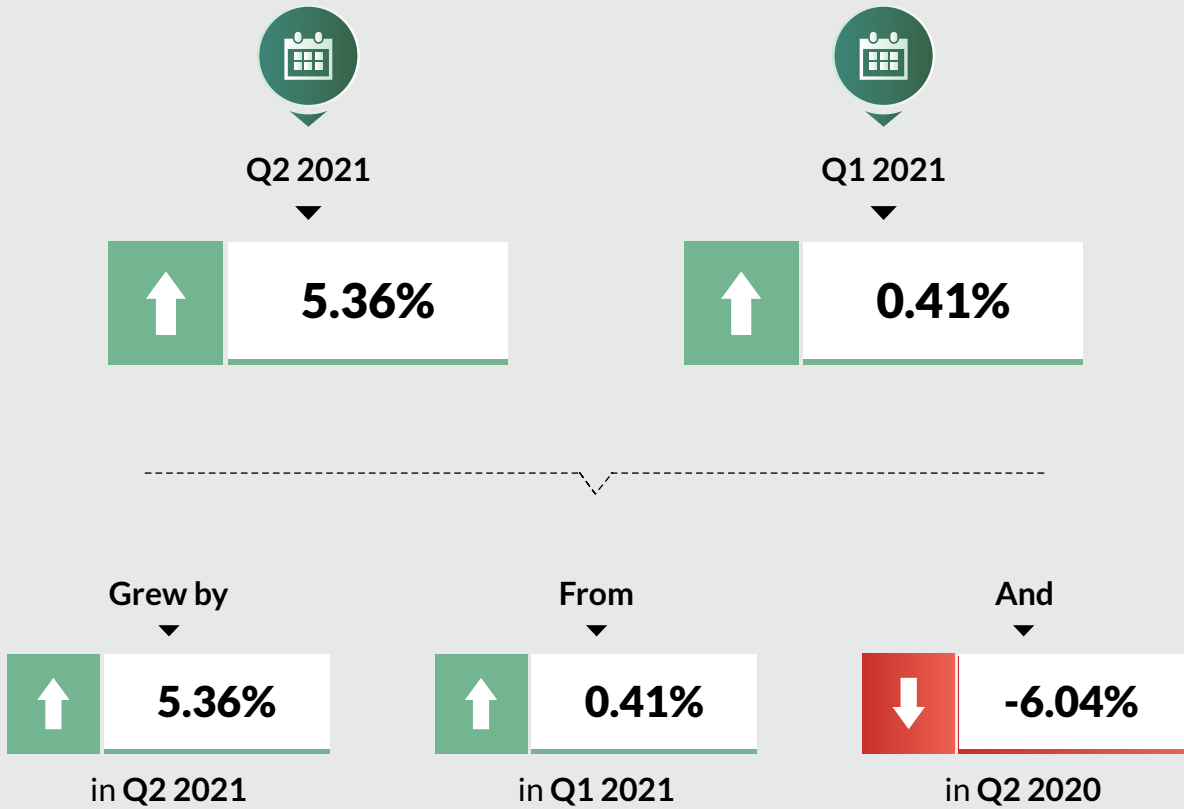 Q2 2021
Q1 2021
5.36%
0.41%
Grew by
From
And
5.36%
0.41%
-6.04%
in Q2 2021
in Q1 2021
in Q2 2020